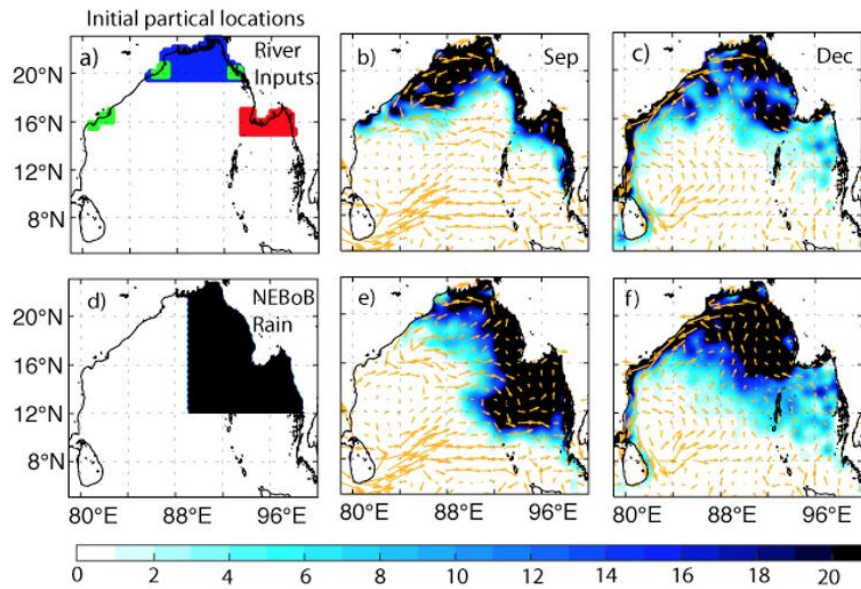 Initial partical locations
a) River Inputs
b) Sep
c) Dec
20°N
16°N
12°N
8°N
d) NEBoB Rain
e)
f)
20°N
16°N
12°N
8°N
80°E 88°E 96°E
80°E 88°E 96°E
80°E 88°E 96°E
2 6 10 14 18
0 4 8 12 16 20